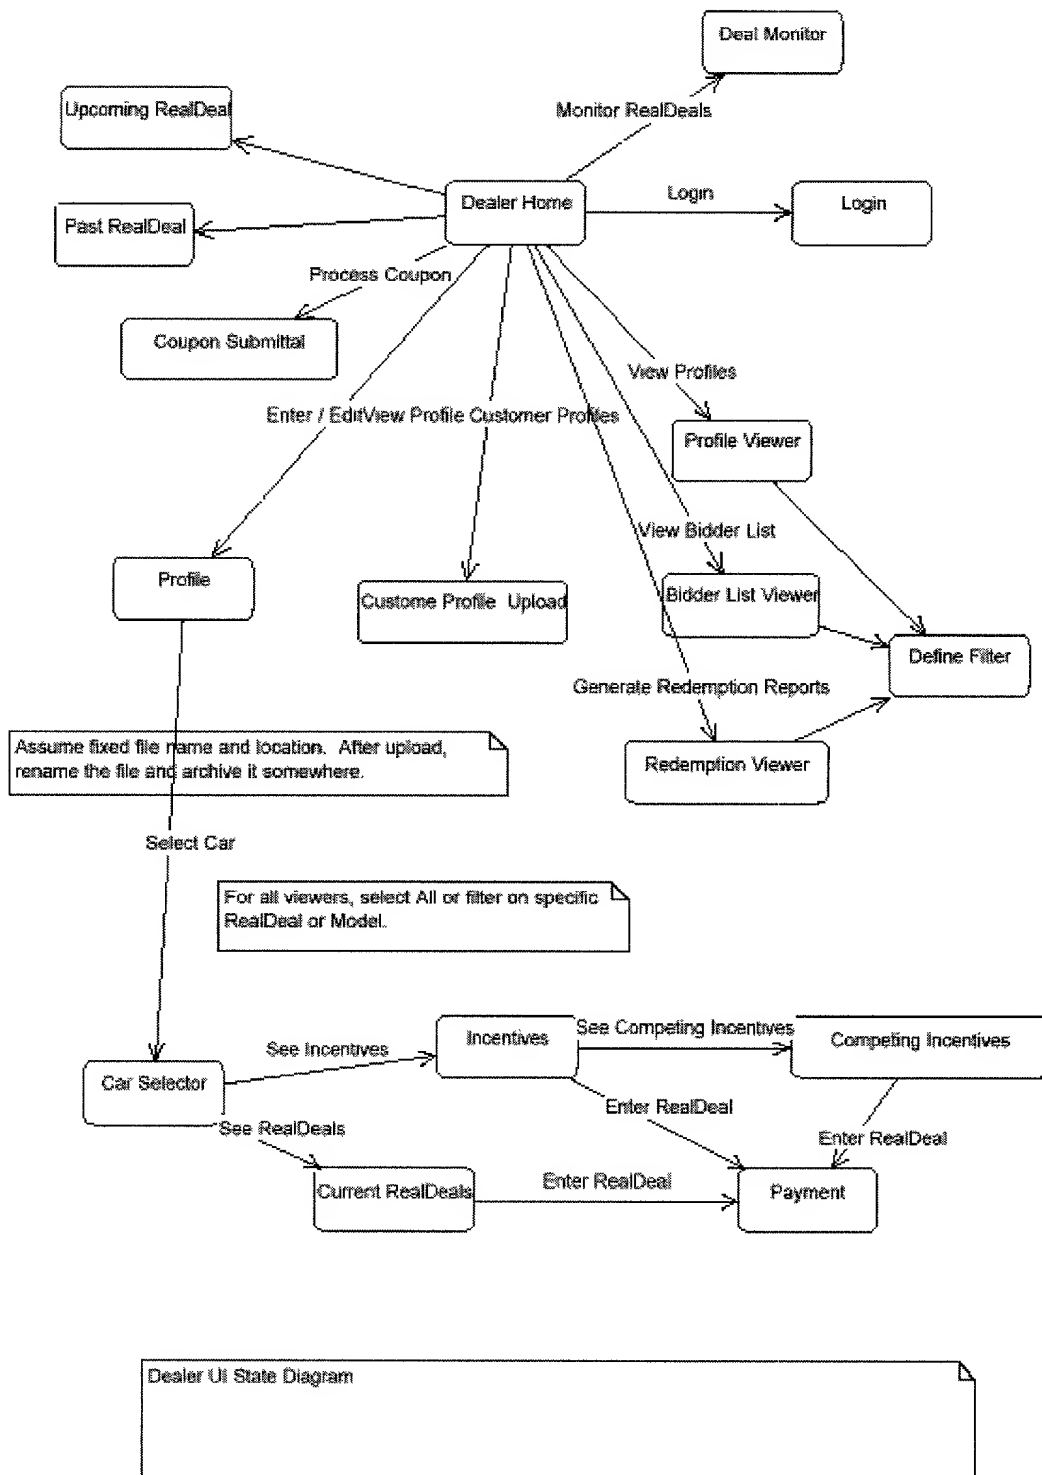 Deal Monitor
Upcoming RealDeal
Monitor RealDeals
Dealer Home
Login
Login
Past RealDeal
Process Coupon
Coupon Submittal
View Profiles
Enter / Edit
View Profile Customer Profiles
Profile Viewer
View Bidder List
Profile
Custome Profile Upload
Bidder List Viewer
Define Filter
Generate Redemption Reports
Assume fixed file name and location. After upload,
rename the file and archive it somewhere.
Redemption Viewer
Select Car
For all viewers, select All or filter on specific
RealDeal or Model.
See Incentives
Incentives
See Competing Incentives
Competing Incentives
Car Selector
See RealDeals
Enter RealDeal
Enter RealDeal
Current RealDeals
Enter RealDeal
Payment
Dealer UI State Diagram